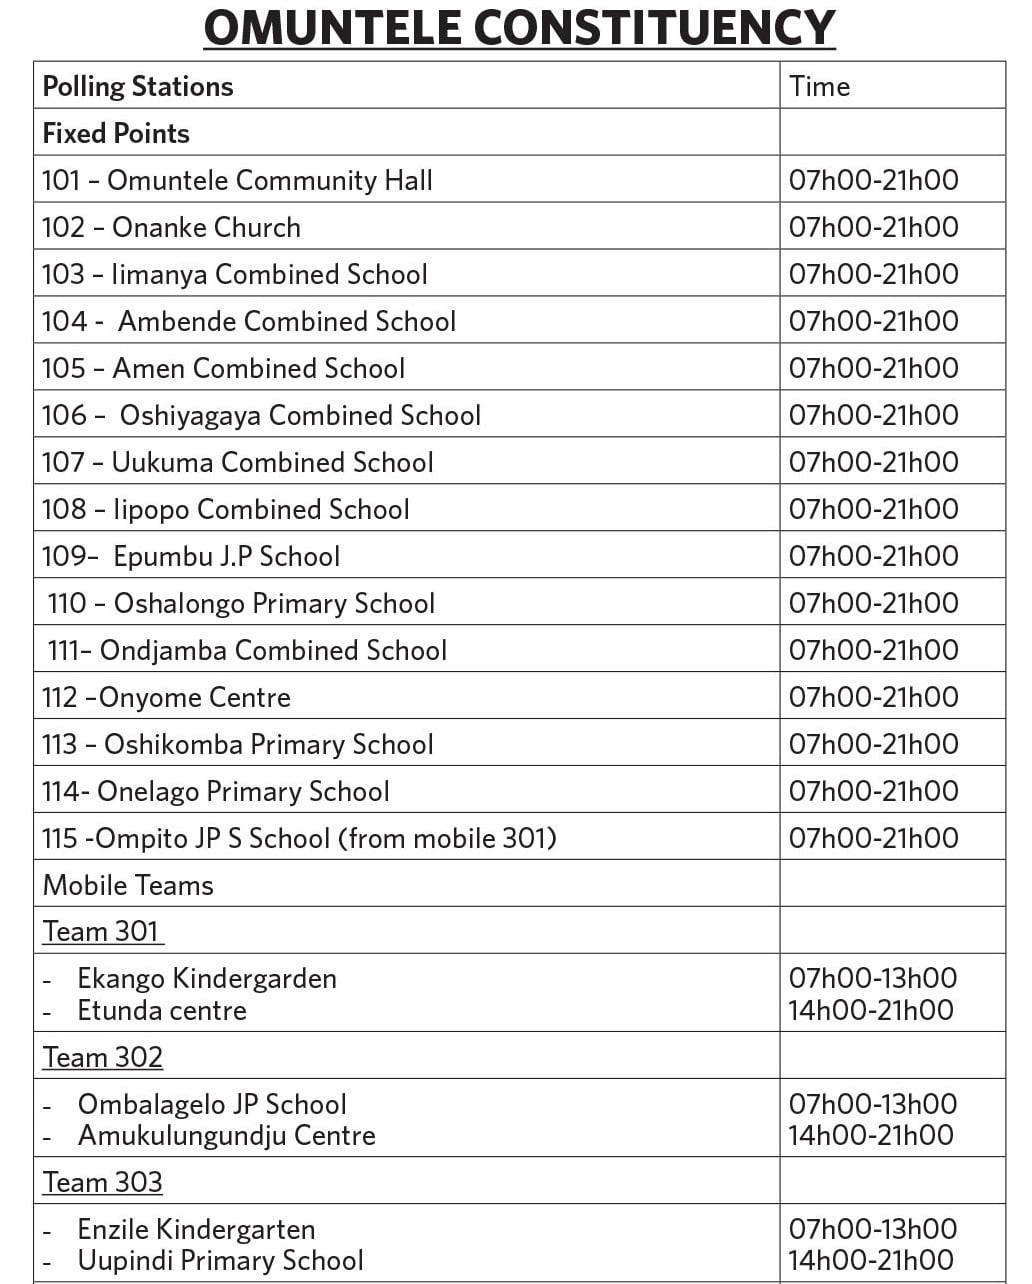 OMUNTELE CONSTITUENCY
Polling Stations Time
Fixed Points
101 – Omuntele Community Hall 07h00-21h00
102 – Onanke Church 07h00-21h00
103 – Iimanya Combined School 07h00-21h00
104 - Ambende Combined School 07h00-21h00
105 – Amen Combined School 07h00-21h00
106 – Oshiyagaya Combined School 07h00-21h00
107 – Uukuma Combined School 07h00-21h00
108 – Iipopo Combined School 07h00-21h00
109– Epumbu J.P School 07h00-21h00
110 – Oshalongo Primary School 07h00-21h00
111– Ondjamba Combined School 07h00-21h00
112 –Onyome Centre 07h00-21h00
113 – Oshikomba Primary School 07h00-21h00
114- Onelago Primary School 07h00-21h00
115 -Ompito JP S School (from mobile 301) 07h00-21h00
Mobile Teams
Team 301
- Ekango Kindergarden 07h00-13h00
- Etunda centre 14h00-21h00
Team 302
- Ombalagelo JP School 07h00-13h00
- Amukulungundju Centre 14h00-21h00
Team 303
- Enzile Kindergarten 07h00-13h00
- Uupindi Primary School 14h00-21h00